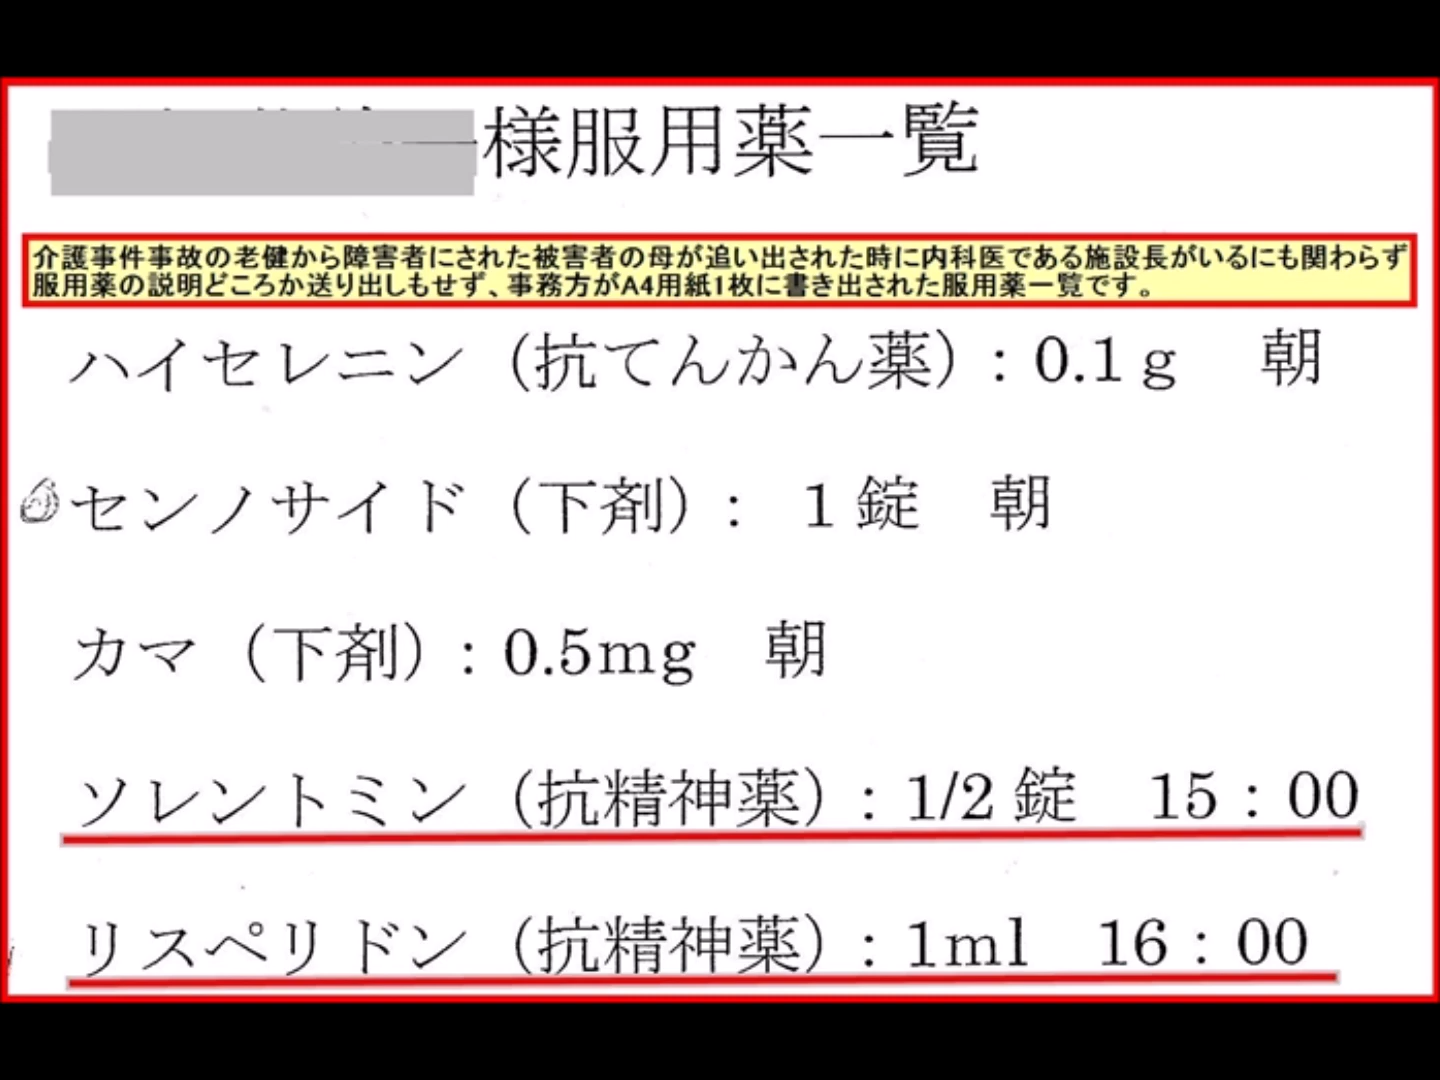 様服用薬一覧
介護事件事故の老健から障害者にされた被害者の母が追い出された時に内科医である施設長がいるにも関わらず
服用薬の説明どころか送り出しもせず、事務方がA4用紙1枚に書き出された服用薬一覧です。
ハイセレニン（抗てんかん薬）：0.1g　朝
センノサイド（下剤）：　1錠　朝
カマ（下剤）：0.5mg　朝
ソレントミン（抗精神薬）：1/2錠　15：00
リスペリドン（抗精神薬）：1ml　16：00